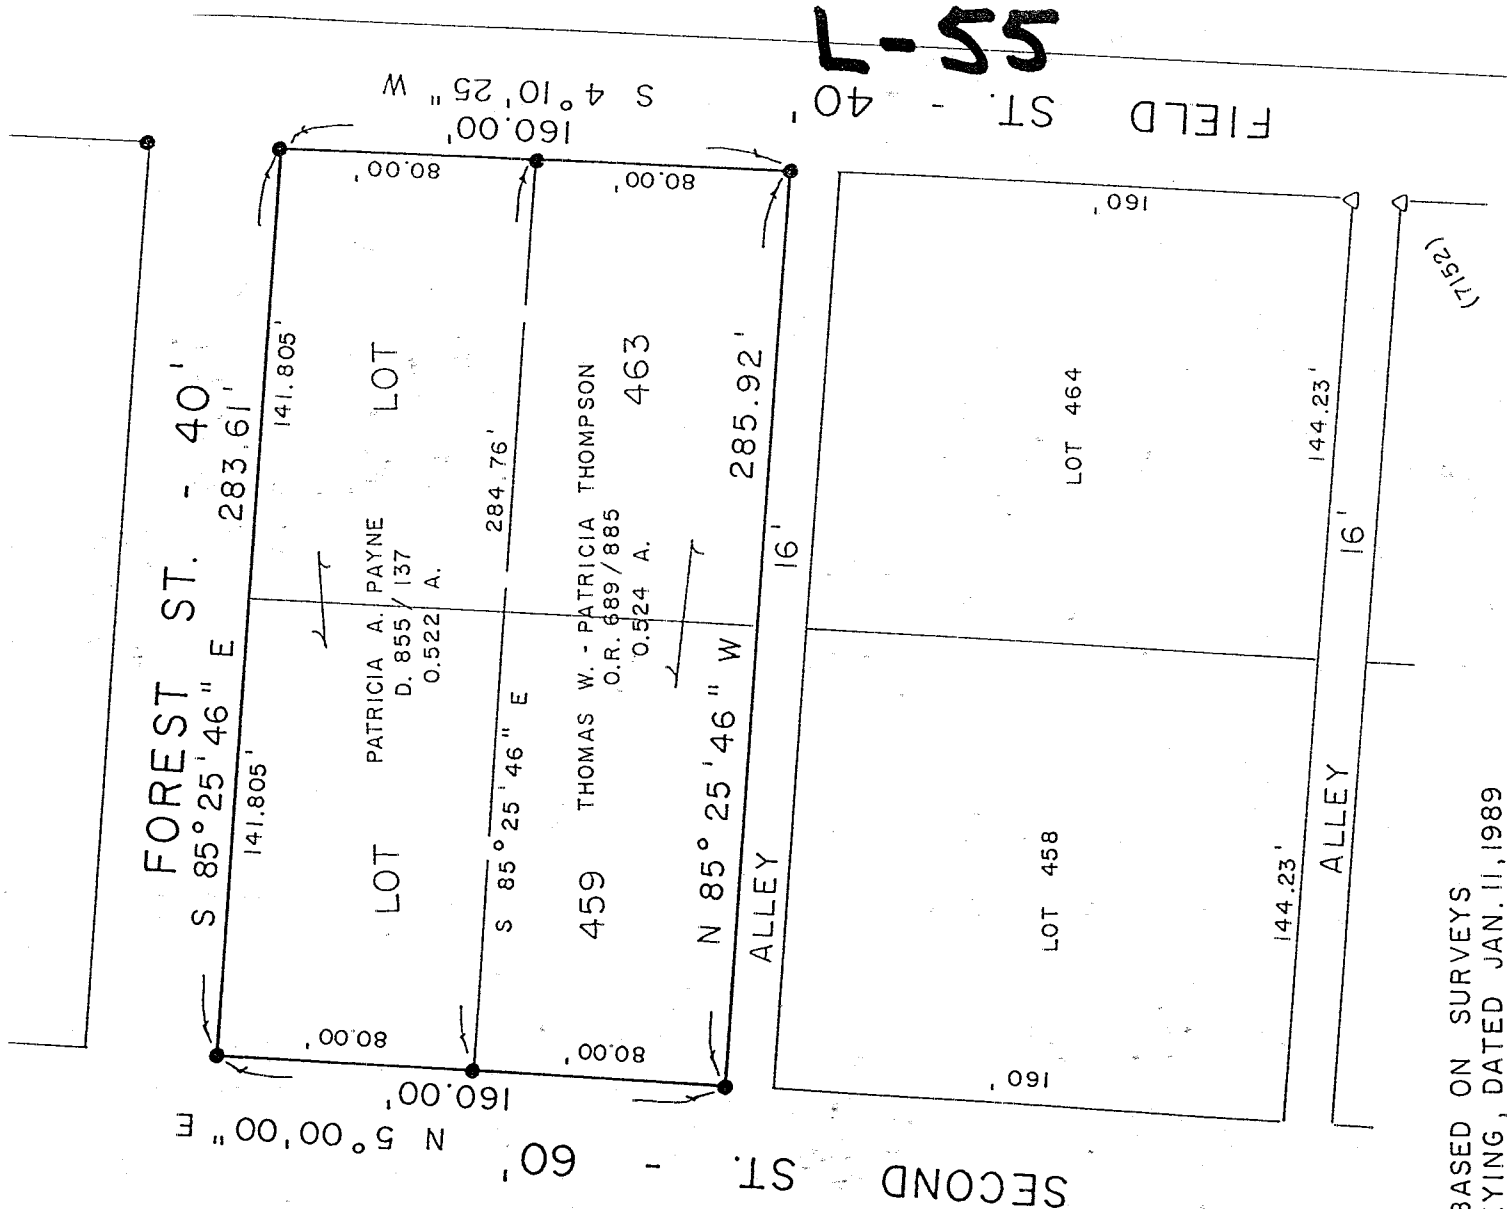 L-55
FIELD ST. - 40'
S 4°10'25" W
160.00'
80.00'
80.00'
FOREST ST. - 40'
S 85°25'46" E 283.61'
141.805'
141.805'
LOT
LOT
PATRICIA A. PAYNE
D. 855 / 137
0.522 A.
S 85°25'46" E
284.76'
459
463
THOMAS W. - PATRICIA THOMPSON
O.R. 689 / 885
0.524 A.
N 85°25'46" W
285.92'
ALLEY
16'
80.00'
80.00'
160.00'
N 5°00'00" E
SECOND ST. - 60'
160'
160'
LOT 464
LOT 458
144.23'
144.23'
ALLEY
16'
(7152)
BASED ON SURVEYS
YING, DATED JAN. 11, 1989